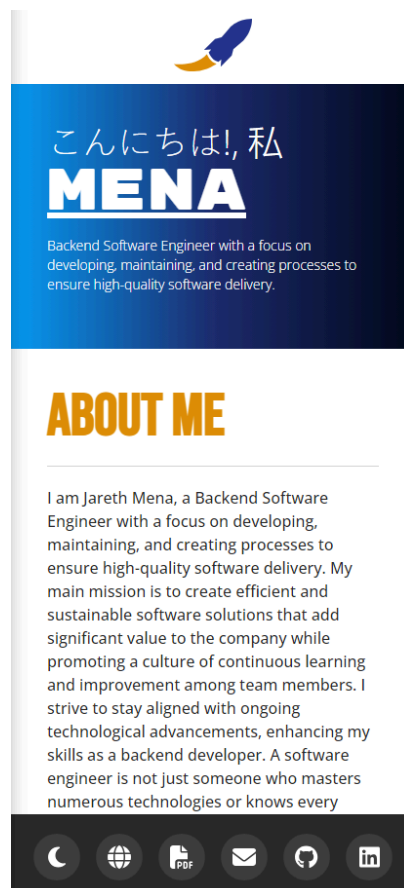 こんにちは!, 私
MENA
Backend Software Engineer with a focus on
developing, maintaining, and creating processes to
ensure high-quality software delivery.
ABOUT ME
I am Jareth Mena, a Backend Software
Engineer with a focus on developing,
maintaining, and creating processes to
ensure high-quality software delivery. My
main mission is to create efficient and
sustainable software solutions that add
significant value to the company while
promoting a culture of continuous learning
and improvement among team members. I
strive to stay aligned with ongoing
technological advancements, enhancing my
skills as a backend developer. A software
engineer is not just someone who masters
numerous technologies or knows every
PDF
in